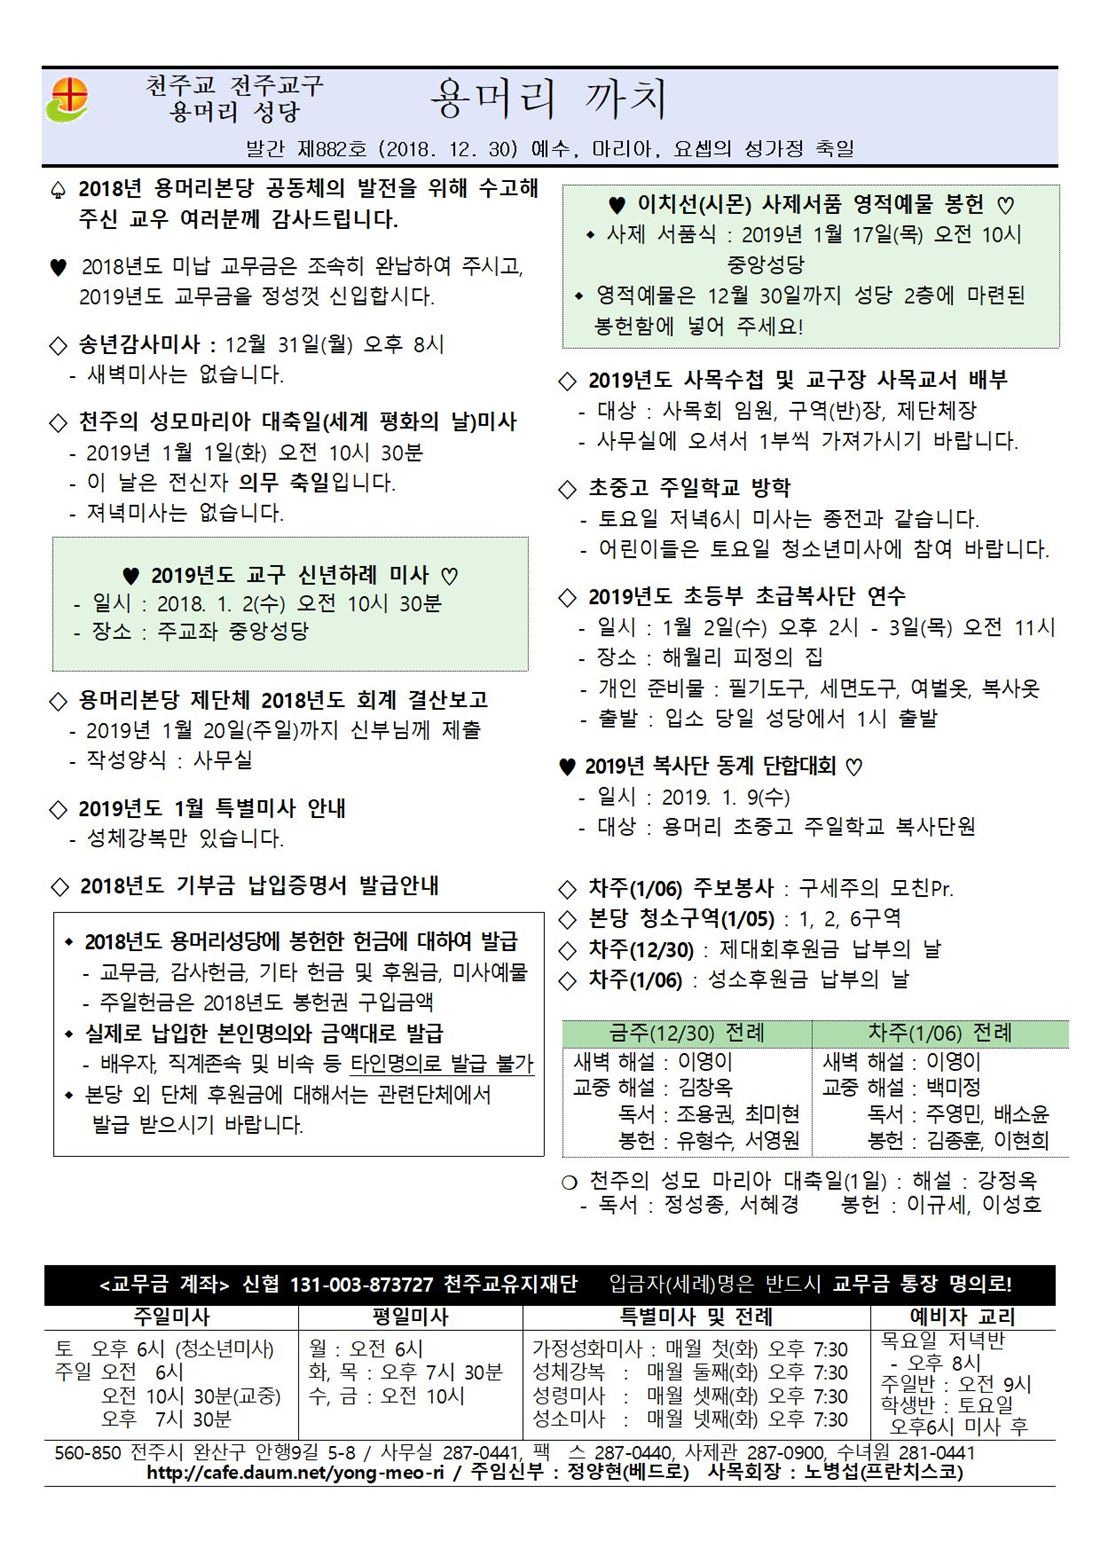 천주교 전주교구
용머리 성당
용머리 까치
발간 제882호 (2018. 12. 30) 예수, 마리아, 요셉의 성가정 축일
♤ 2018년 용머리본당 공동체의 발전을 위해 수고해
주신 교우 여러분께 감사드립니다.
♥ 2018년도 미납 교무금은 조속히 완납하여 주시고,
2019년도 교무금을 정성껏 신입합시다.
◇ 송년감사미사 : 12월 31일(월) 오후 8시
- 새벽미사는 없습니다.
◇ 천주의 성모마리아 대축일(세계 평화의 날)미사
- 2019년 1월 1일(화) 오전 10시 30분
- 이 날은 전신자 의무 축일입니다.
- 져녁미사는 없습니다.
♥ 2019년도 교구 신년하례 미사 ♡
- 일시 : 2018. 1. 2(수) 오전 10시 30분
- 장소 : 주교좌 중앙성당
◇ 용머리본당 제단체 2018년도 회계 결산보고
- 2019년 1월 20일(주일)까지 신부님께 제출
- 작성양식 : 사무실
◇ 2019년도 1월 특별미사 안내
- 성체강복만 있습니다.
◇ 2018년도 기부금 납입증명서 발급안내
◆ 2018년도 용머리성당에 봉헌한 헌금에 대하여 발급
- 교무금, 감사헌금, 기타 헌금 및 후원금, 미사예물
- 주일헌금은 2018년도 봉헌권 구입금액
◆ 실제로 납입한 본인명의와 금액대로 발급
- 배우자, 직계존속 및 비속 등 타인명의로 발급 불가
◆ 본당 외 단체 후원금에 대해서는 관련단체에서
발급 받으시기 바랍니다.
♥ 이치선(시몬) 사제서품 영적예물 봉헌 ♡
◆ 사제 서품식 : 2019년 1월 17일(목) 오전 10시
중앙성당
◆ 영적예물은 12월 30일까지 성당 2층에 마련된
봉헌함에 넣어 주세요!
◇ 2019년도 사목수첩 및 교구장 사목교서 배부
- 대상 : 사목회 임원, 구역(반)장, 제단체장
- 사무실에 오셔서 1부씩 가져가시기 바랍니다.
◇ 초중고 주일학교 방학
- 토요일 저녁6시 미사는 종전과 같습니다.
- 어린이들은 토요일 청소년미사에 참여 바랍니다.
◇ 2019년도 초등부 초급복사단 연수
- 일시 : 1월 2일(수) 오후 2시 - 3일(목) 오전 11시
- 장소 : 해월리 피정의 집
- 개인 준비물 : 필기도구, 세면도구, 여벌옷, 복사옷
- 출발 : 입소 당일 성당에서 1시 출발
♥ 2019년 복사단 동계 단합대회 ♡
- 일시 : 2019. 1. 9(수)
- 대상 : 용머리 초중고 주일학교 복사단원
◇ 차주(1/06) 주보봉사 : 구세주의 모친Pr.
◇ 본당 청소구역(1/05) : 1, 2, 6구역
◇ 차주(12/30) : 제대회후원금 납부의 날
◇ 차주(1/06) : 성소후원금 납부의 날
금주(12/30) 전례 차주(1/06) 전례
새벽 해설 : 이영이 새벽 해설 : 이영이
교중 해설 : 김창옥 교중 해설 : 백미정
독서 : 조용권, 최미현 독서 : 주영민, 배소윤
봉헌 : 유형수, 서영원 봉헌 : 김종훈, 이현희
❍ 천주의 성모 마리아 대축일(1일) : 해설 : 강정옥
- 독서 : 정성종, 서혜경 봉헌 : 이규세, 이성호
<교무금 계좌> 신협 131-003-873727 천주교유지재단 입금자(세례)명은 반드시 교무금 통장 명의로!
주일미사 평일미사 특별미사 및 전례 예비자 교리
토 오후 6시 (청소년미사)
주일 오전 6시
오전 10시 30분(교중)
오후 7시 30분
월 : 오전 6시
화, 목 : 오후 7시 30분
수, 금 : 오전 10시
가정성화미사 : 매월 첫(화) 오후 7:30
성체강복 : 매월 둘째(화) 오후 7:30
성령미사 : 매월 셋째(화) 오후 7:30
성소미사 : 매월 넷째(화) 오후 7:30
목요일 저녁반
- 오후 8시
주일반 : 오전 9시
학생반 : 토요일
오후6시 미사 후
560-850 전주시 완산구 안행9길 5-8 / 사무실 287-0441, 팩 스 287-0440, 사제관 287-0900, 수녀원 281-0441
http://cafe.daum.net/yong-meo-ri / 주임신부 : 정양현(베드로) 사목회장 : 노병섭(프란치스코)